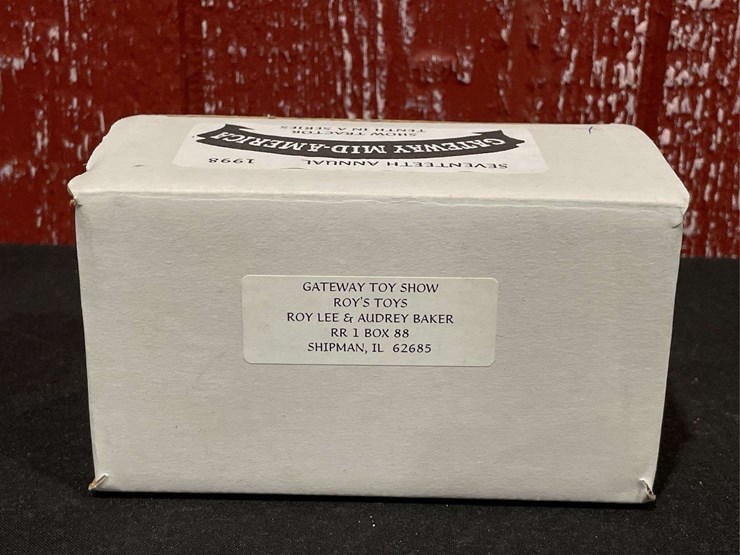 SHOW TRACTOR
TENTH IN A SERIES
GATEWAY MID-AMERICA
SEVENTEETH ANNUAL 1998
GATEWAY TOY SHOW
ROY'S TOYS
ROY LEE & AUDREY BAKER
RR 1 BOX 88
SHIPMAN, IL 62685